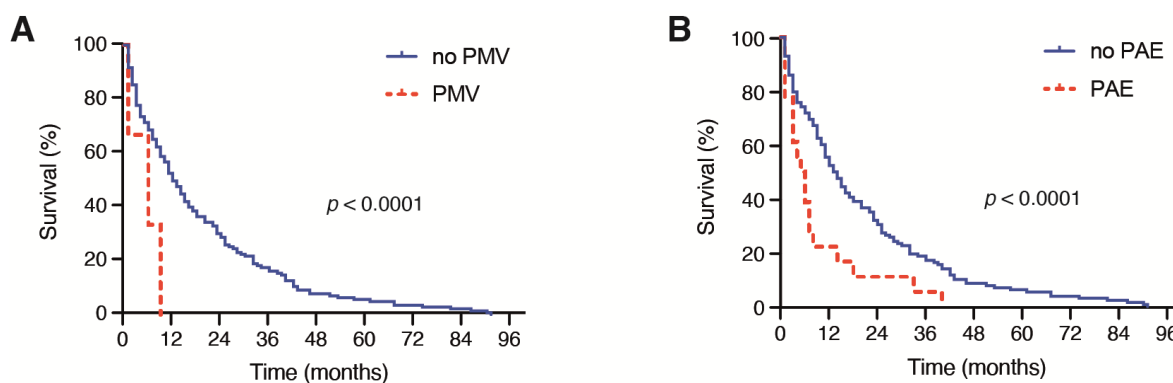 A
100
80
60
40
20
0
Survival (%)
no PMV
PMV
p < 0.0001
0 12 24 36 48 60 72 84 96
Time (months)
B
100
80
60
40
20
0
Survival (%)
no PAE
PAE
p < 0.0001
0 12 24 36 48 60 72 84 96
Time (months)